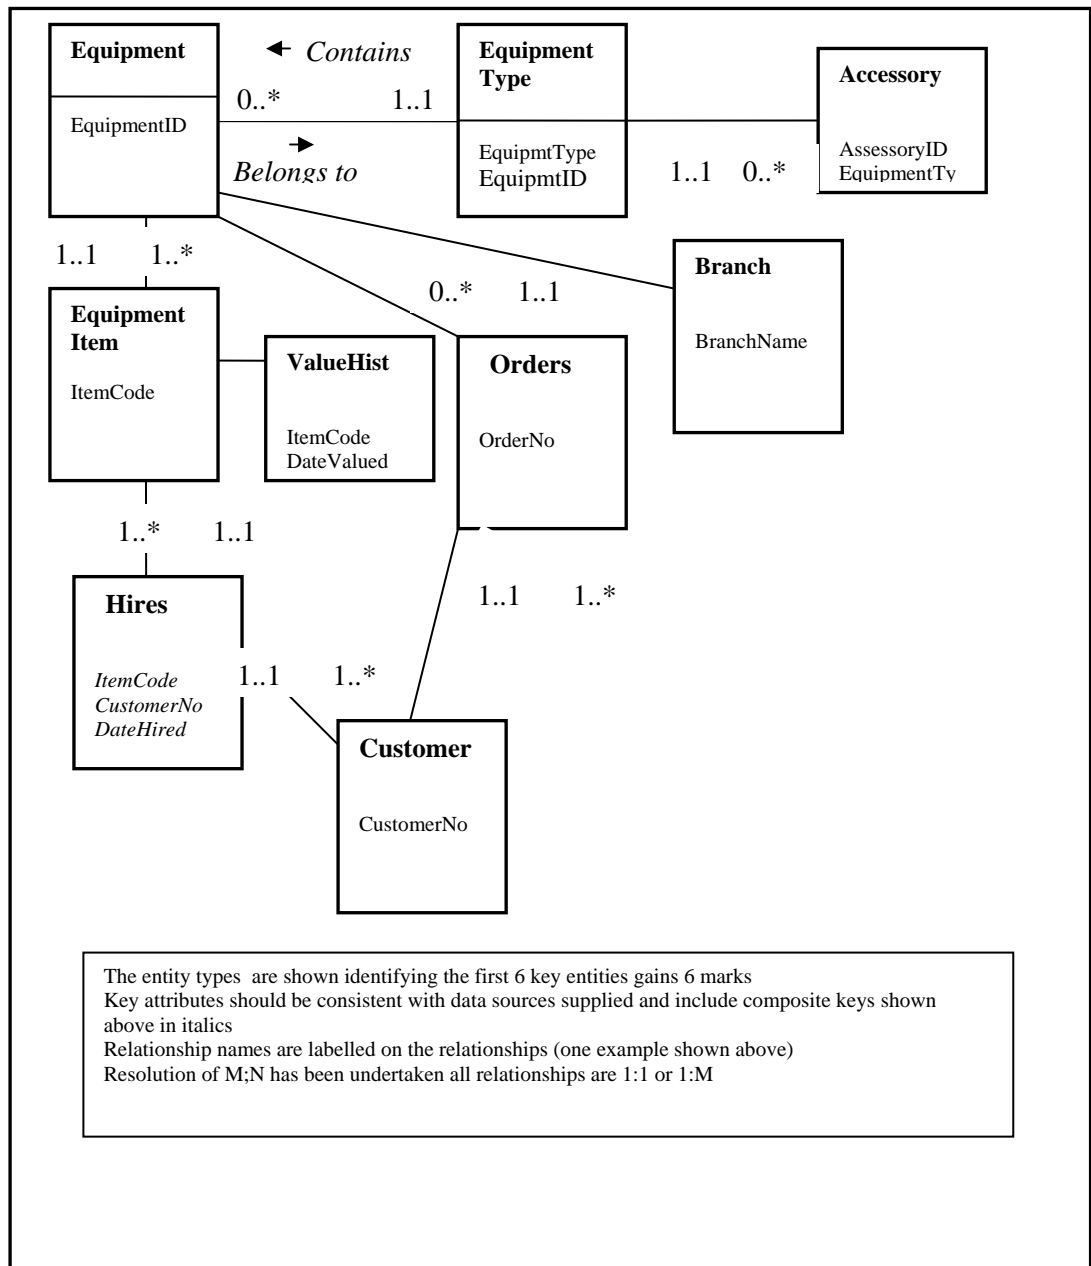 Equipment
EquipmentID
Contains
0..* 1..1
Belongs to
Equipment
Type
EquipmtType
EquipmtID
1..1 0..*
Accessory
AssessoryID
EquipmentTy
1..1 1..*
0..* 1..1
Branch
BranchName
Equipment
Item
ItemCode
ValueHist
ItemCode
DateValued
Orders
OrderNo
1..* 1..1
1..1 1..*
Hires
ItemCode
CustomerNo
DateHired
1..1 1..*
Customer
CustomerNo
The entity types are shown identifying the first 6 key entities gains 6 marks
Key attributes should be consistent with data sources supplied and include composite keys shown
above in italics
Relationship names are labelled on the relationships (one example shown above)
Resolution of M;N has been undertaken all relationships are 1:1 or 1:M